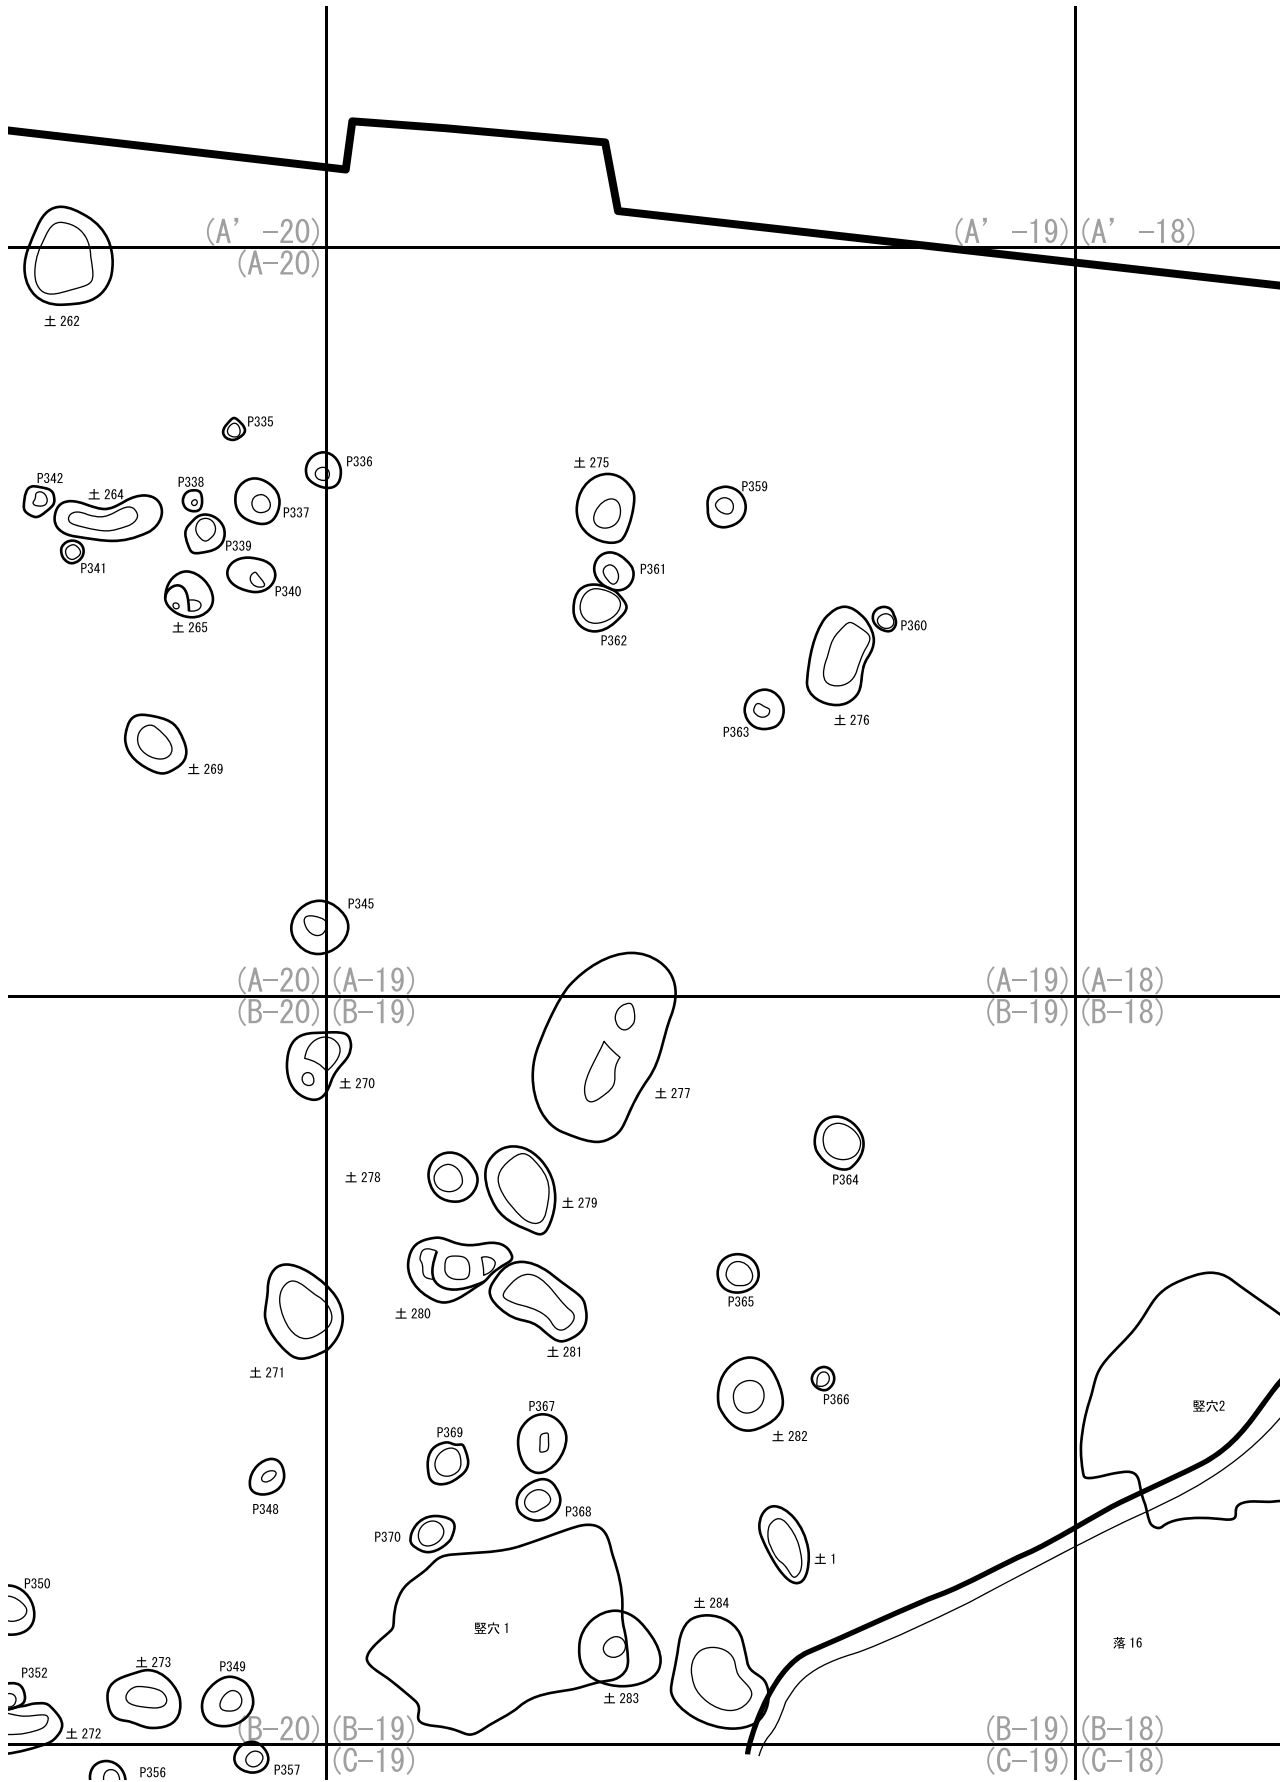 (A’ -20)
(A’ -19) (A’ -18)
(A-20)
土 262
P335
P336
土 275
P342
土 264
P338
P359
P337
P339
P341
P361
P340
土 265
P362
P360
P363
土 276
土 269
P345
(A-20) (A-19)
(A-19) (A-18)
(B-20) (B-19)
(B-19) (B-18)
土 270
土 277
土 278
P364
土 279
P365
土 280
土 281
土 271
P366
P367
竪穴2
P369
土 282
P348
P368
P370
土 1
P350
土 284
竪穴 1
落 16
土 273
P349
P352
土 283
土 272
(B-20) (B-19)
(B-19) (B-18)
(C-19)
(C-19) (C-18)
P357
P356